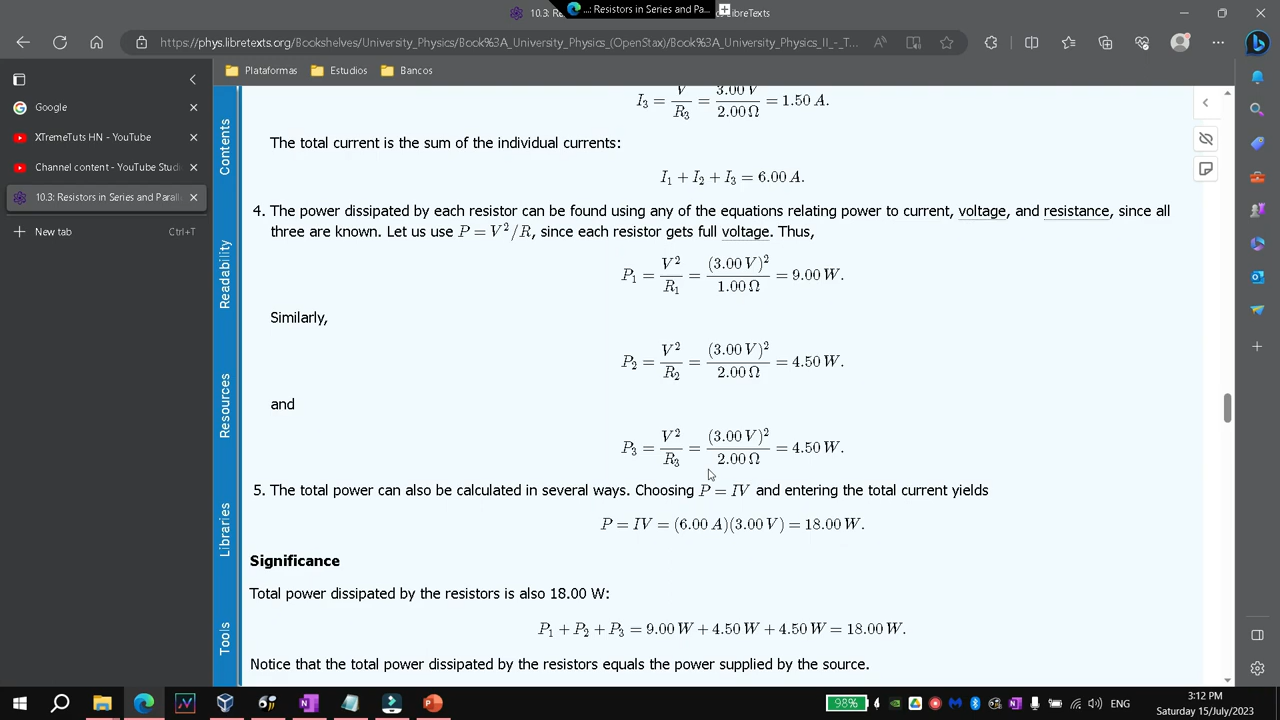 ...: Resistors in Series and Pa...
10.3: Re
LibreTexts
https://phys.libretexts.org/Bookshelves/University_Physics/Book%3A_University_Physics_(OpenStax)/Book%3A_University_Physics_II_-_T...
Plataformas
Estudios
Bancos
Google
XTremeTuts HN - YouTube
Channel content - YouTube Studi
10.3: Resistors in Series and Parall
New tab
Ctrl+T
Contents
Readability
Resources
Libraries
Tools
I₃ = V/R₃ = 3.00 V/2.00 Ω = 1.50 A.
The total current is the sum of the individual currents:
I₁ + I₂ + I₃ = 6.00 A.
4. The power dissipated by each resistor can be found using any of the equations relating power to current, voltage, and resistance, since all
three are known. Let us use P = V²/R, since each resistor gets full voltage. Thus,
P₁ = V²/R₁ = (3.00 V)²/1.00 Ω = 9.00 W.
Similarly,
P₂ = V²/R₂ = (3.00 V)²/2.00 Ω = 4.50 W.
and
P₃ = V²/R₃ = (3.00 V)²/2.00 Ω = 4.50 W.
5. The total power can also be calculated in several ways. Choosing P = IV and entering the total current yields
P = IV = (6.00 A)(3.00 V) = 18.00 W.
Significance
Total power dissipated by the resistors is also 18.00 W:
P₁ + P₂ + P₃ = 9.00 W + 4.50 W + 4.50 W = 18.00 W.
Notice that the total power dissipated by the resistors equals the power supplied by the source.
98%
ENG
3:12 PM
Saturday 15/July/2023